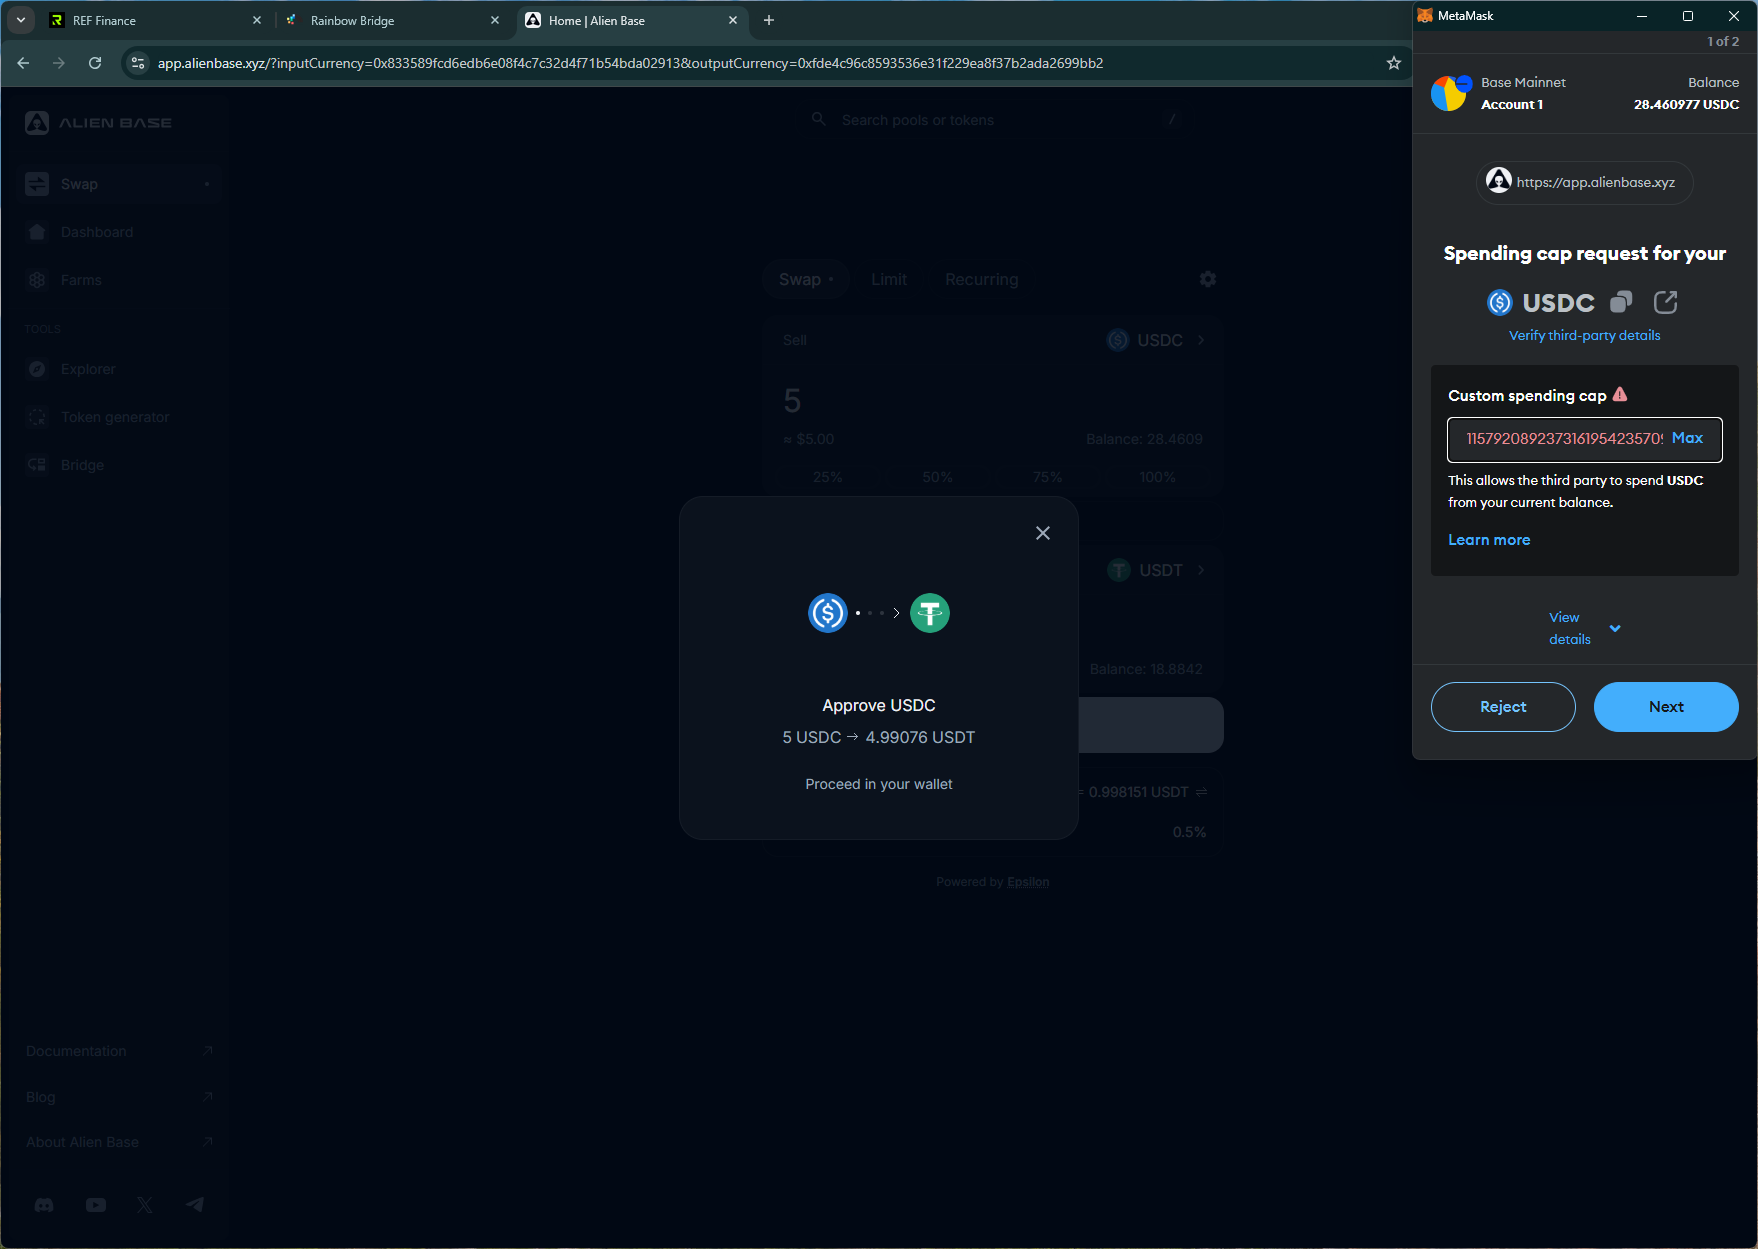 REF Finance
Rainbow Bridge
Home | Alien Base
app.alienbase.xyz/?inputCurrency=0x833589fcd6edb6e08f4c7c32d4f71b54bda02913&outputCurrency=0xfde4c96c8593536e31f229ea8f37b2ada2699bb2
ALIEN BASE
Search pools or tokens
/
Swap
Dashboard
Farms
TOOLS
Explorer
Token generator
Bridge
Documentation
Blog
About Alien Base
Swap
Limit
Recurring
Sell
USDC
5
≈ $5.00
Balance: 28.4609
25%
50%
75%
100%
USDT
Balance: 18.8842
= 0.998151 USDT
0.5%
Powered by Epsilon
Approve USDC
5 USDC → 4.99076 USDT
Proceed in your wallet
MetaMask
1 of 2
Base Mainnet
Account 1
Balance
28.460977 USDC
https://app.alienbase.xyz
Spending cap request for your
USDC
Verify third-party details
Custom spending cap
115792089237316195423570
Max
This allows the third party to spend USDC
from your current balance.
Learn more
View
details
Reject
Next